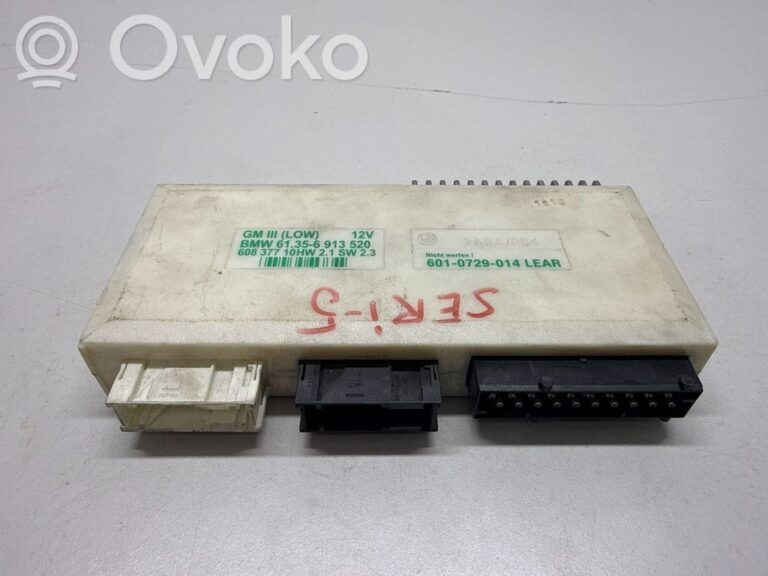 Ovoko
GM III (LOW) 12V
BMW 61.35-6 913 520
608 377 10HW 2.1 SW 2.3
Nicht werfen !
601-0729-014 LEAR
SERi-5